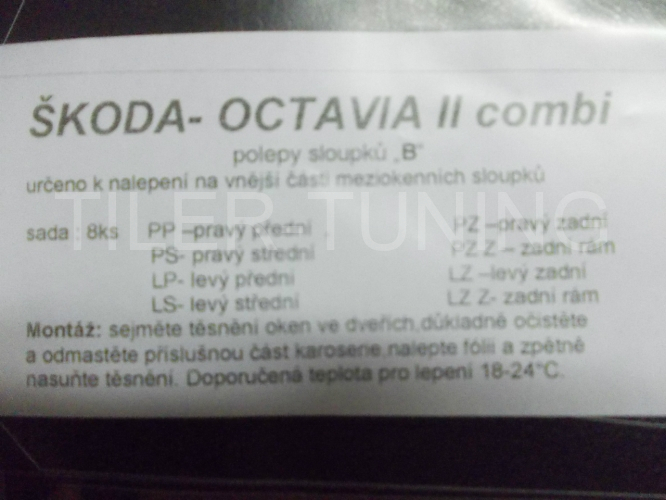 ŠKODA- OCTAVIA II combi
polepy sloupků „B“
určeno k nalepení na vnější části meziokenních sloupků
TILER TUNING
sada : 8ks PP –pravý přední PZ –pravý zadní
PS- pravý střední PZ Z – zadní rám
LP- levý přední LZ –levý zadní
LS- levý střední LZ Z- zadní rám
Montáž: sejměte těsnění oken ve dveřích,důkladně očistěte
a odmastěte příslušnou část karoserie,nalepte fólii a zpětně
nasuňte těsnění. Doporučená teplota pro lepení 18-24°C.